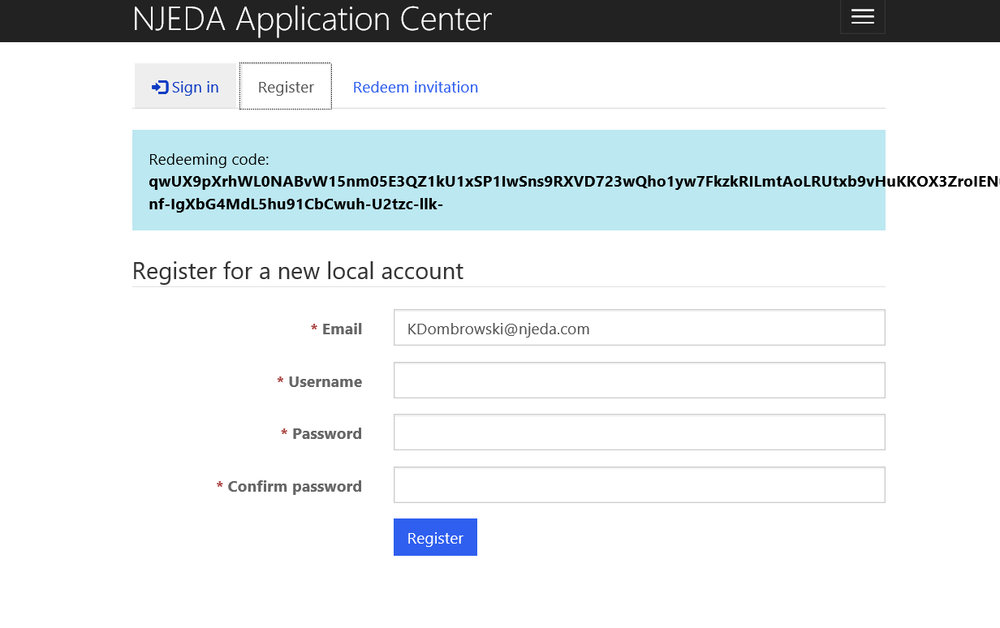 NJEDA Application Center
Sign in Register Redeem invitation
Redeeming code:
qwUX9pXrhWL0NABvW15nm05E3QZ1kU1xSP1IwSns9RXVD723wQho1yw7FkzkRILmtAoLRUtxb9vHuKKOX3ZroIEN
nf-IgXbG4MdL5hu91CbCwuh-U2tzc-llk-
Register for a new local account
* Email KDombrowski@njeda.com
* Username
* Password
* Confirm password
Register